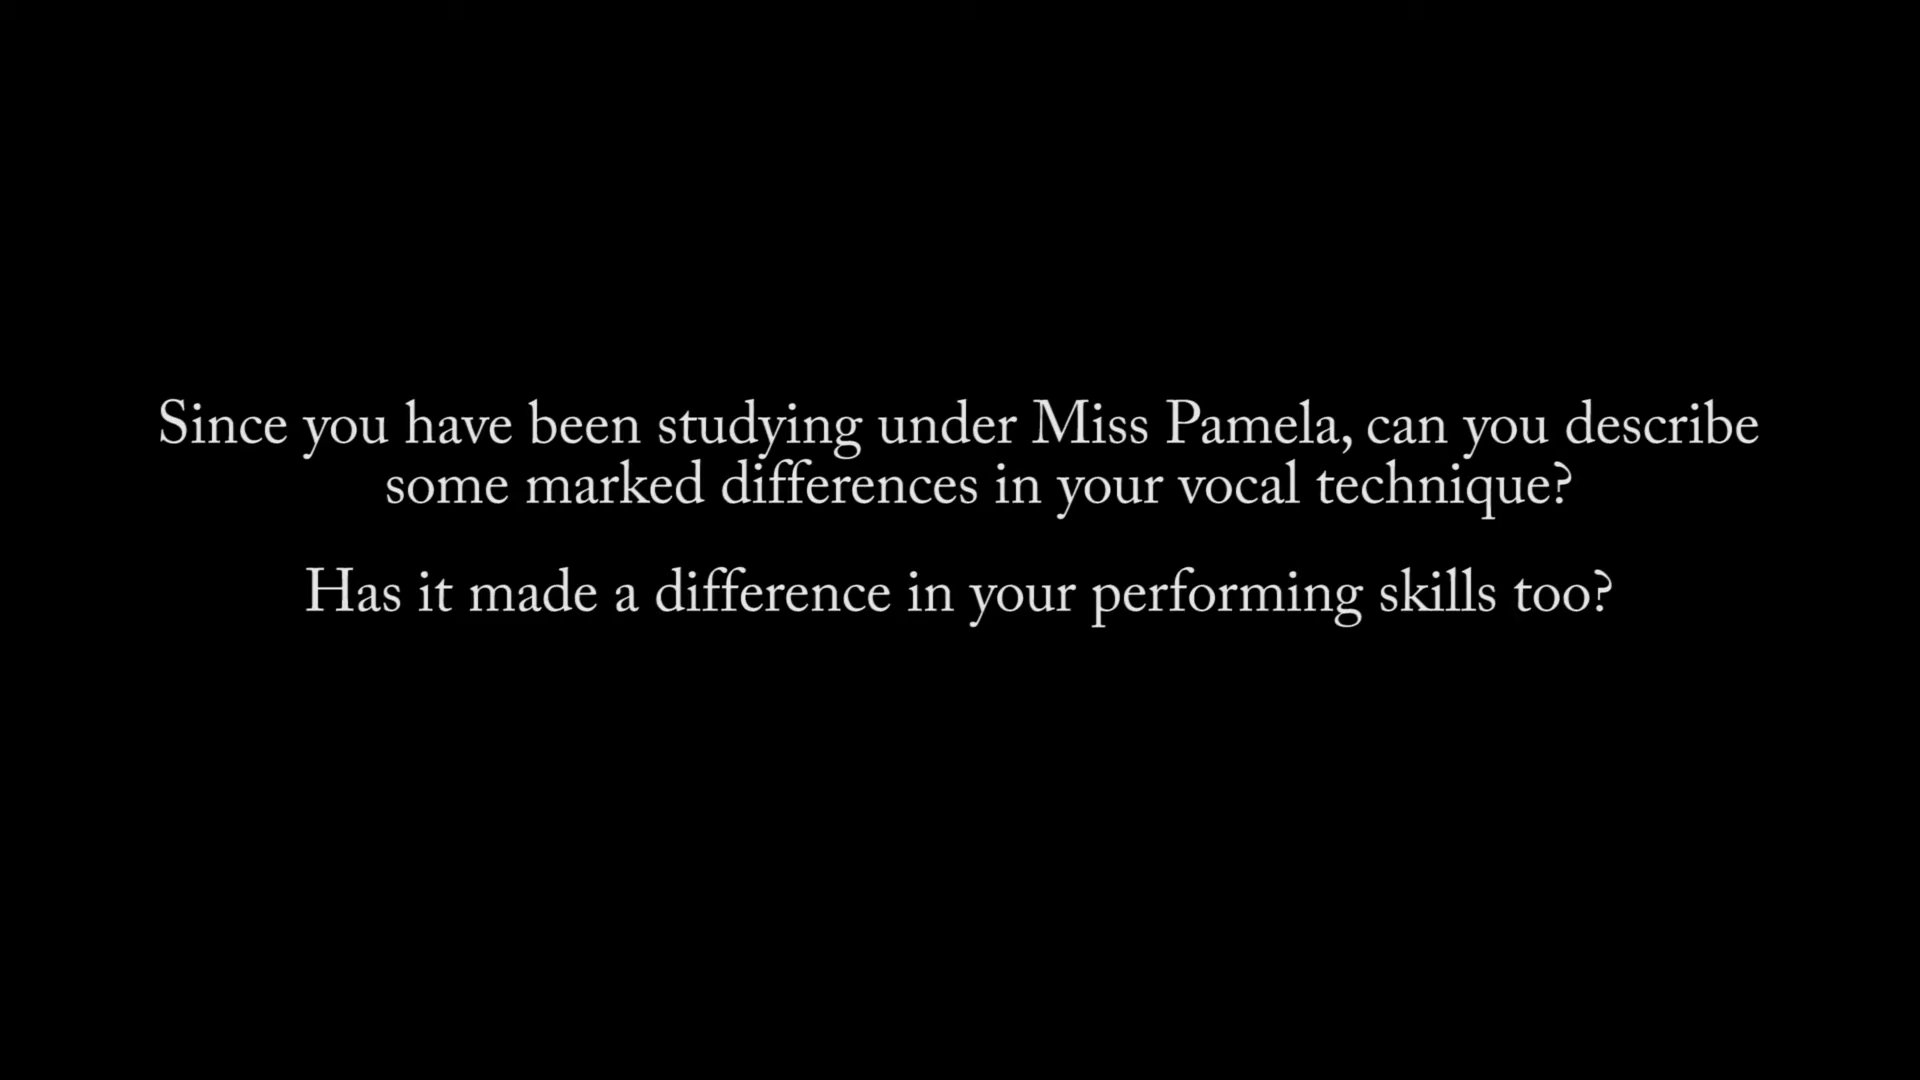 Since you have been studying under Miss Pamela, can you describe
some marked differences in your vocal technique?
Has it made a difference in your performing skills too?